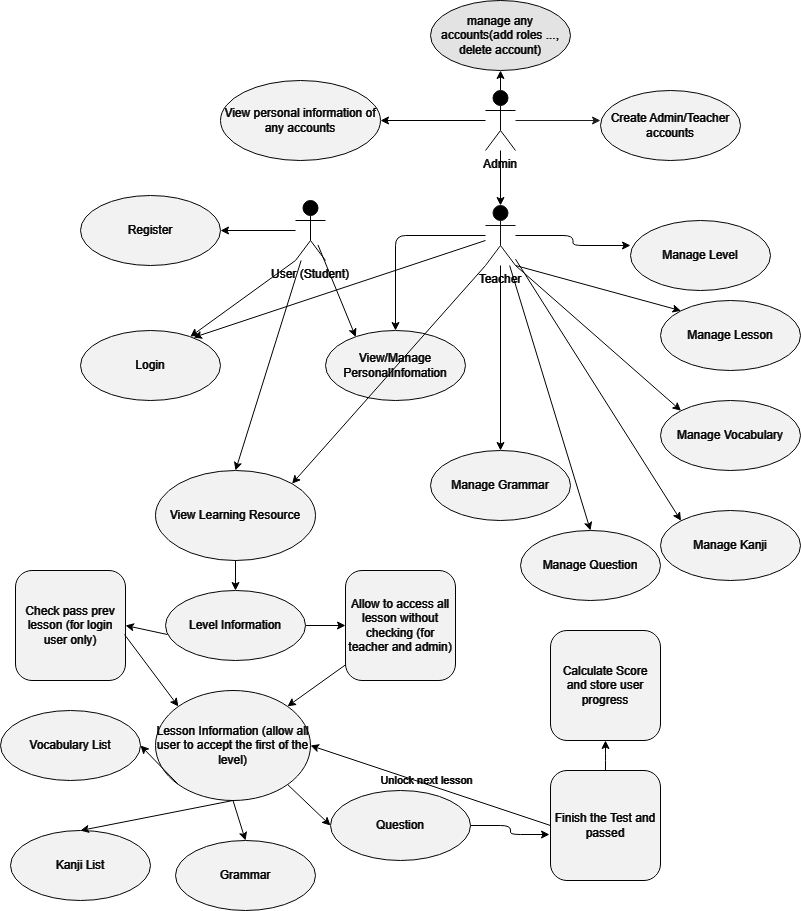 manage any
accounts(add roles ...,
delete account)
View personal information of
any accounts
Create Admin/Teacher
accounts
Admin
Register
User (Student)
Teacher
Manage Level
Login
View/Manage
PersonalInfomation
Manage Lesson
Manage Vocabulary
Manage Grammar
View Learning Resource
Manage Question
Manage Kanji
Check pass prev
lesson (for login
user only)
Level Information
Allow to access all
lesson without
checking (for
teacher and admin)
Calculate Score
and store user
progress
Lesson Information (allow all
user to accept the first of the
level)
Vocabulary List
Unlock next lesson
Question
Finish the Test and
passed
Kanji List
Grammar